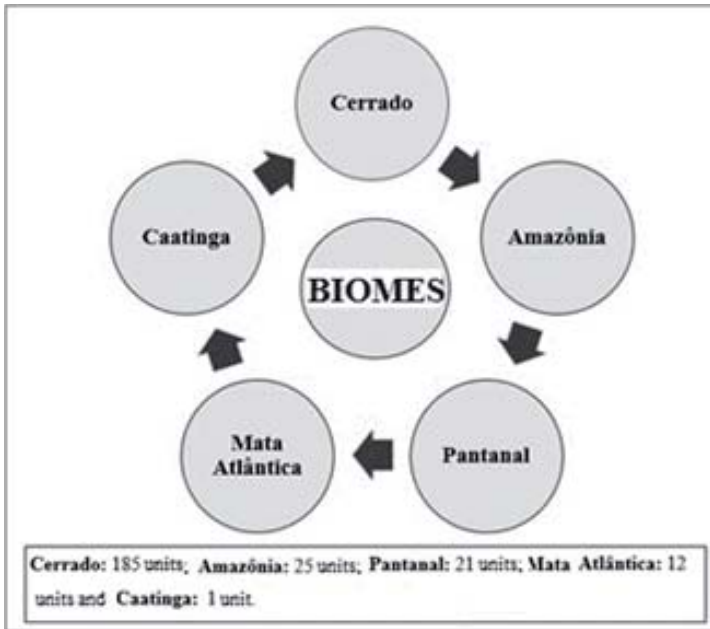 Cerrado
Caatinga
Amazônia
BIOMES
Mata
Atlântica
Pantanal
Cerrado: 185 units; Amazônia: 25 units; Pantanal: 21 units; Mata Atlântica: 12
units and Caatinga: 1 unit.